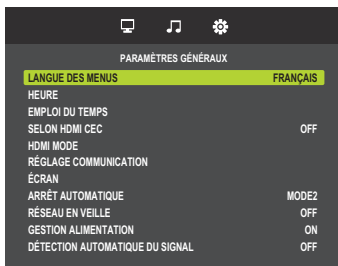 PARAMÈTRES GÉNÉRAUX
LANGUE DES MENUS FRANÇAIS
HEURE
EMPLOI DU TEMPS
SELON HDMI CEC OFF
HDMI MODE
RÉGLAGE COMMUNICATION
ÉCRAN
ARRÊT AUTOMATIQUE MODE2
RÉSEAU EN VEILLE OFF
GESTION ALIMENTATION ON
DÉTECTION AUTOMATIQUE DU SIGNAL OFF